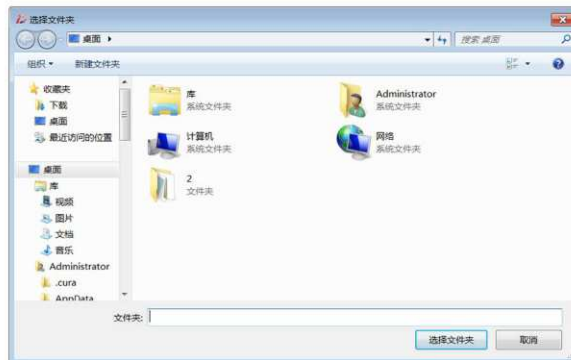 选择文件夹
桌面
搜索 桌面
组织
新建文件夹
收藏夹
下载
桌面
最近访问的位置
桌面
库
视频
图片
文档
音乐
Administrator
.cura
AppData
库
系统文件夹
Administrator
系统文件夹
计算机
系统文件夹
网络
系统文件夹
2
文件夹
文件夹:
选择文件夹
取消